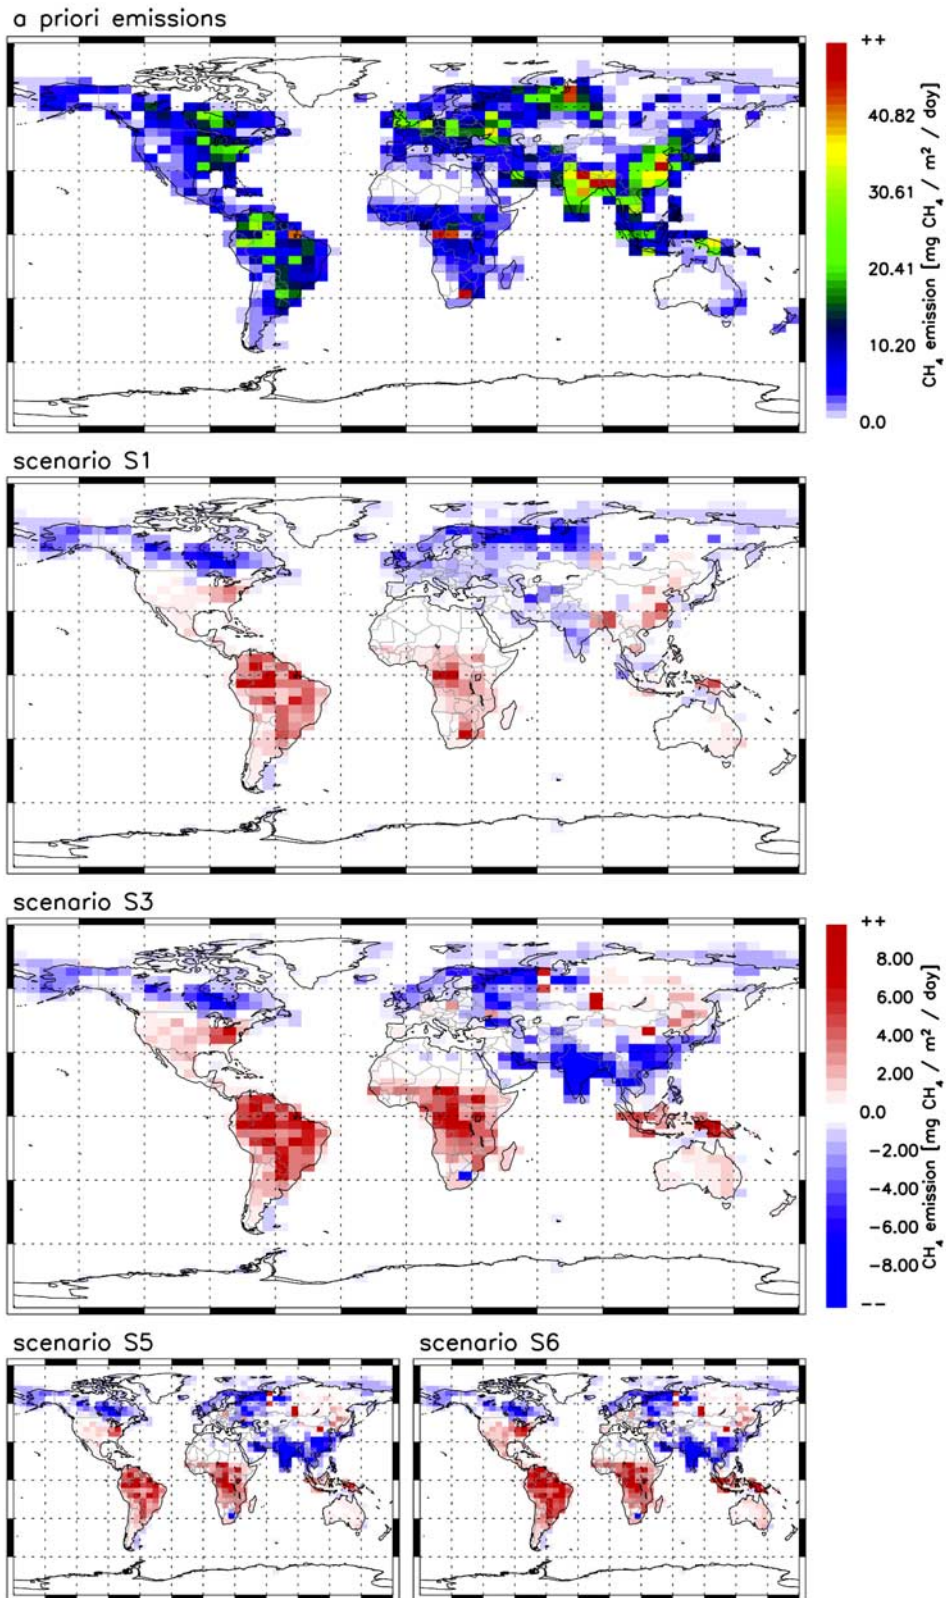 a priori emissions
++
40.82
30.61
20.41
10.20
0.0
CH₄ emission [mg CH₄ / m² / day]
scenario S1
scenario S3
++
8.00
6.00
4.00
2.00
0.0
-2.00
-4.00
-6.00
-8.00
--
CH₄ emission [mg CH₄ / m² / day]
scenario S5
scenario S6